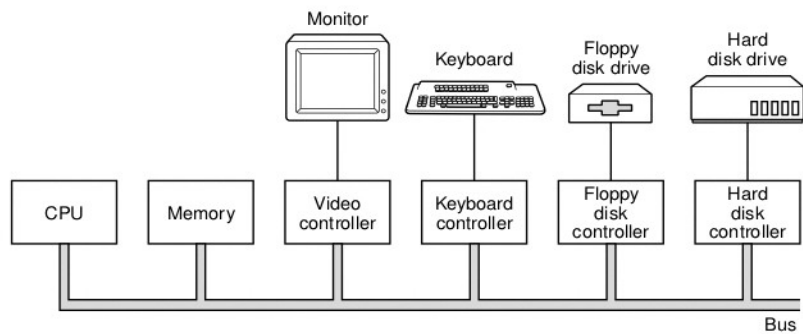 Monitor
Keyboard
Floppy
disk drive
Hard
disk drive
CPU
Memory
Video
controller
Keyboard
controller
Floppy
disk
controller
Hard
disk
controller
Bus